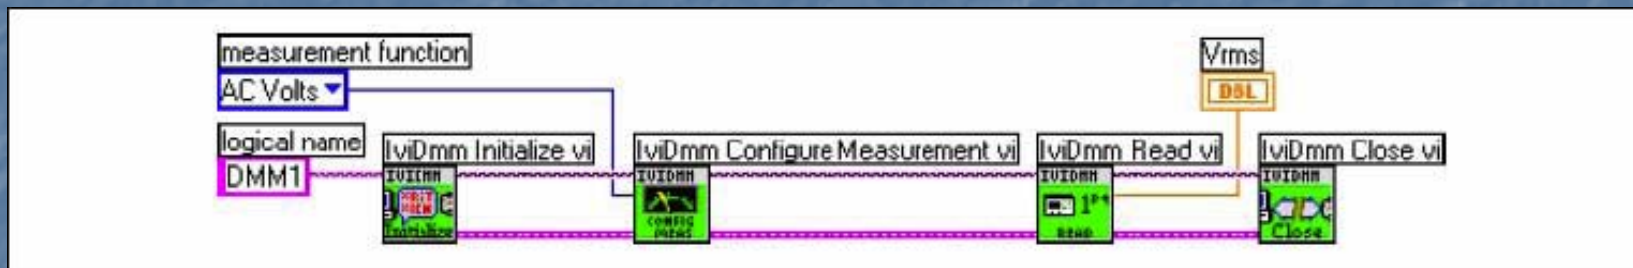 measurement function
AC Volts
Vrms
DBL
logical name
DMM1
IviDmm Initialize vi
IviDmm Configure Measurement vi
IviDmm Read vi
IviDmm Close vi
IVIDMM
IVIDMM
IVIDMM
IVIDMM
Initialize
CONFIG
MEAS
READ
Close